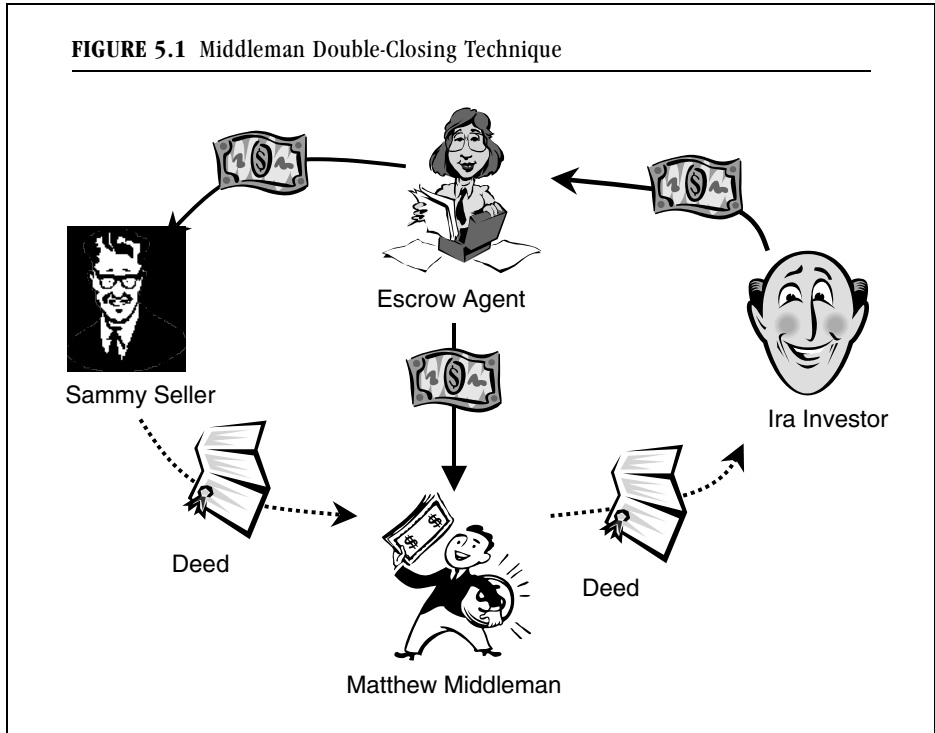 FIGURE 5.1 Middleman Double-Closing Technique
$
$
Escrow Agent
$
Sammy Seller
Ira Investor
$
$
Deed
Deed
Matthew Middleman